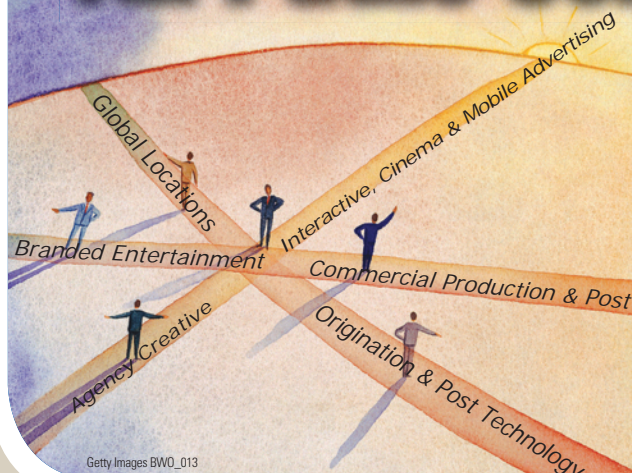 Global Locations
Interactive, Cinema & Mobile Advertising
Branded Entertainment
Commercial Production & Post
Agency Creative
Origination & Post Technology
Getty Images BWO_013